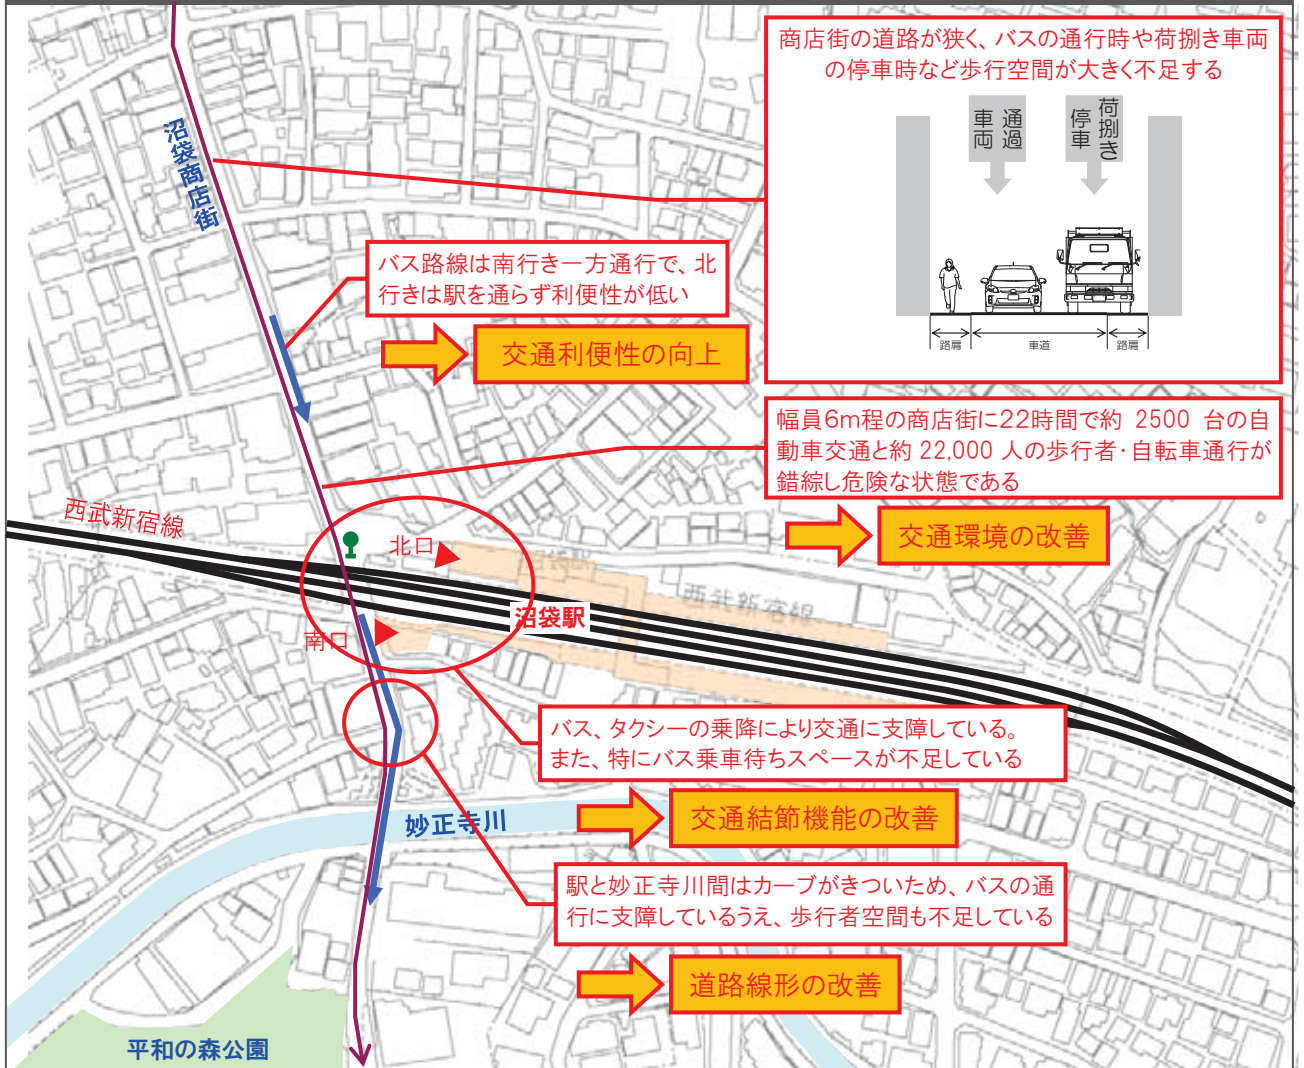 商店街の道路が狭く、バスの通行時や荷捌き車両
の停車時など歩行空間が大きく不足する
通過
車両
荷捌き
停車
路肩
車道
路肩
沼袋商店街
バス路線は南行き一方通行で、北
行きは駅を通らず利便性が低い
交通利便性の向上
幅員6m程の商店街に22時間で約 2500 台の自
動車交通と約 22,000 人の歩行者・自転車通行が
錯綜し危険な状態である
交通環境の改善
西武新宿線
北口
西武新宿線
沼袋駅
南口
バス、タクシーの乗降により交通に支障している。
また、特にバス乗車待ちスペースが不足している
交通結節機能の改善
妙正寺川
駅と妙正寺川間はカーブがきついため、バスの通
行に支障しているうえ、歩行者空間も不足している
道路線形の改善
平和の森公園